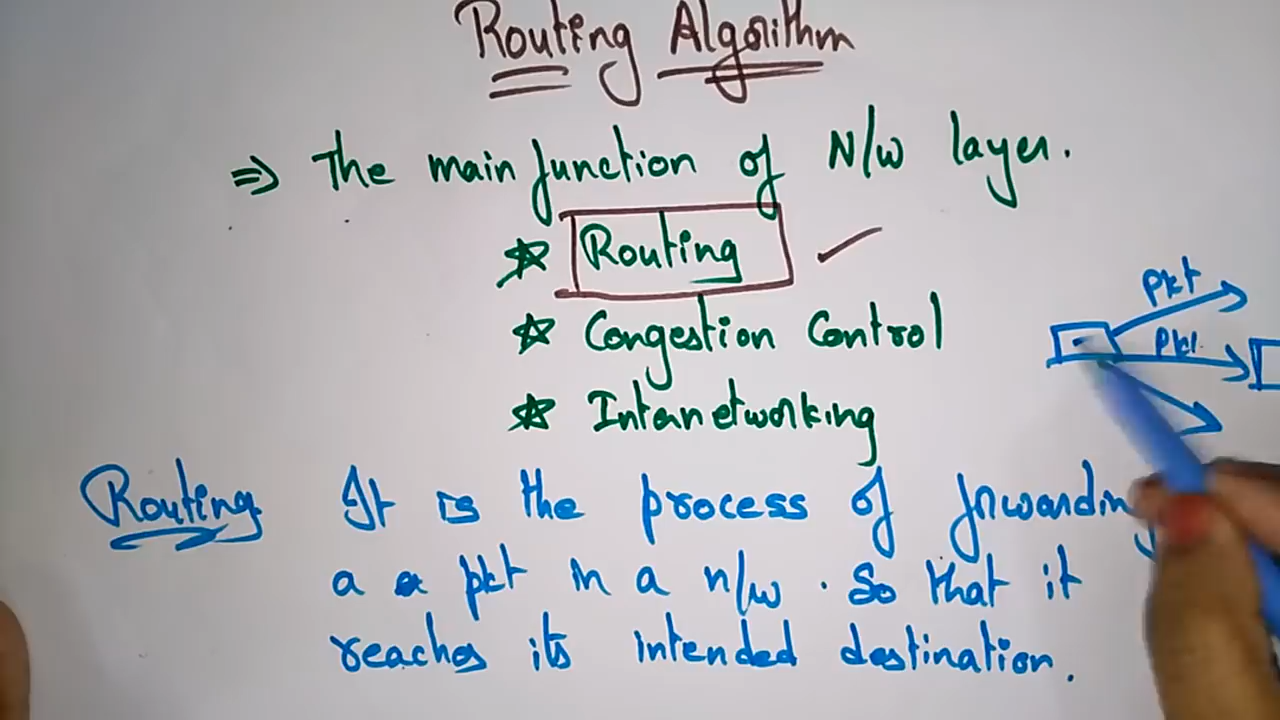 Routing Algorithm
⇒ The main function of N/w layer.
☆ Routing ✓
☆ Congestion Control
☆ Internetworking
pkt
pkt
Routing It is the process of forwarding
a a pkt in a n/w. So that it
reaches its intended destination.